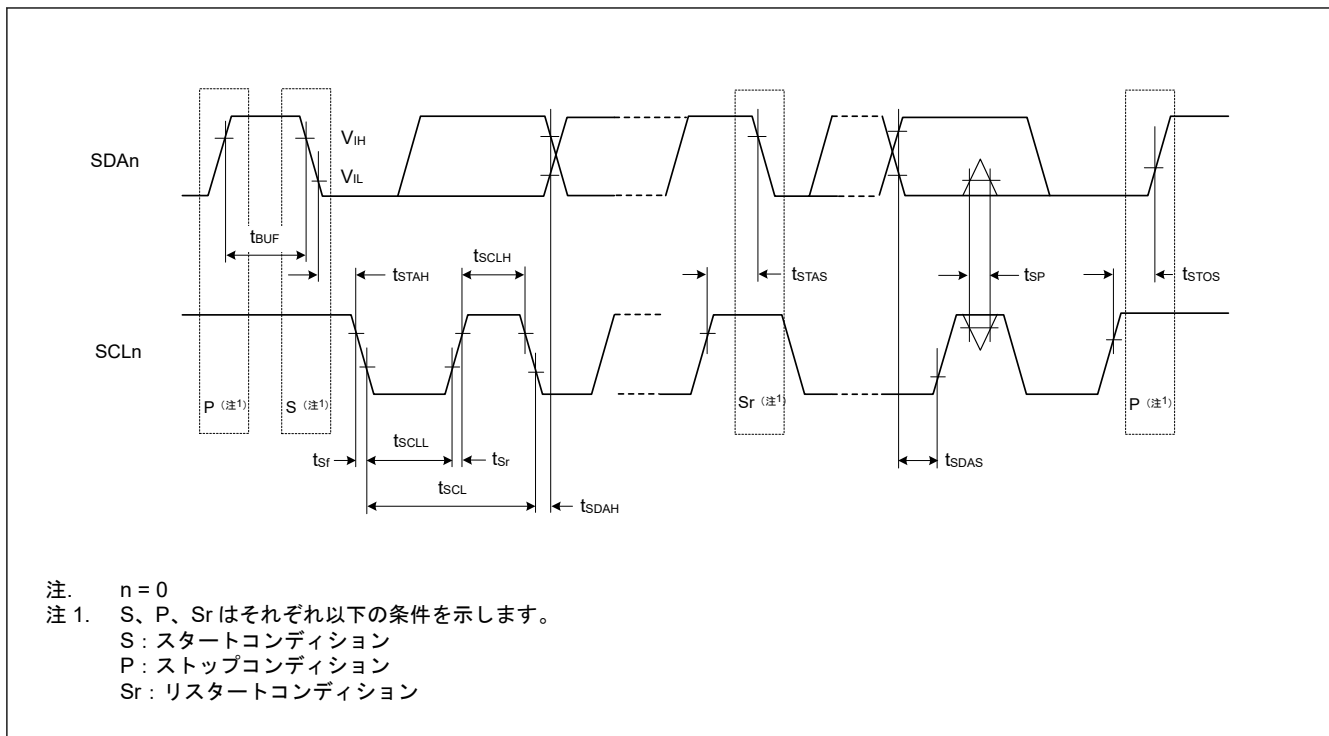 SDAn
VIH
VIL
tBUF
tSTAH
tSCLH
tSTAS
tSP
tSTOS
SCLn
P（注1）
S（注1）
Sr（注1）
P（注1）
tSf
tSCLL
tSr
tSDAS
tSCL
tSDAH
注. n = 0
注 1. S、P、Sr はそれぞれ以下の条件を示します。
S：スタートコンディション
P：ストップコンディション
Sr：リスタートコンディション